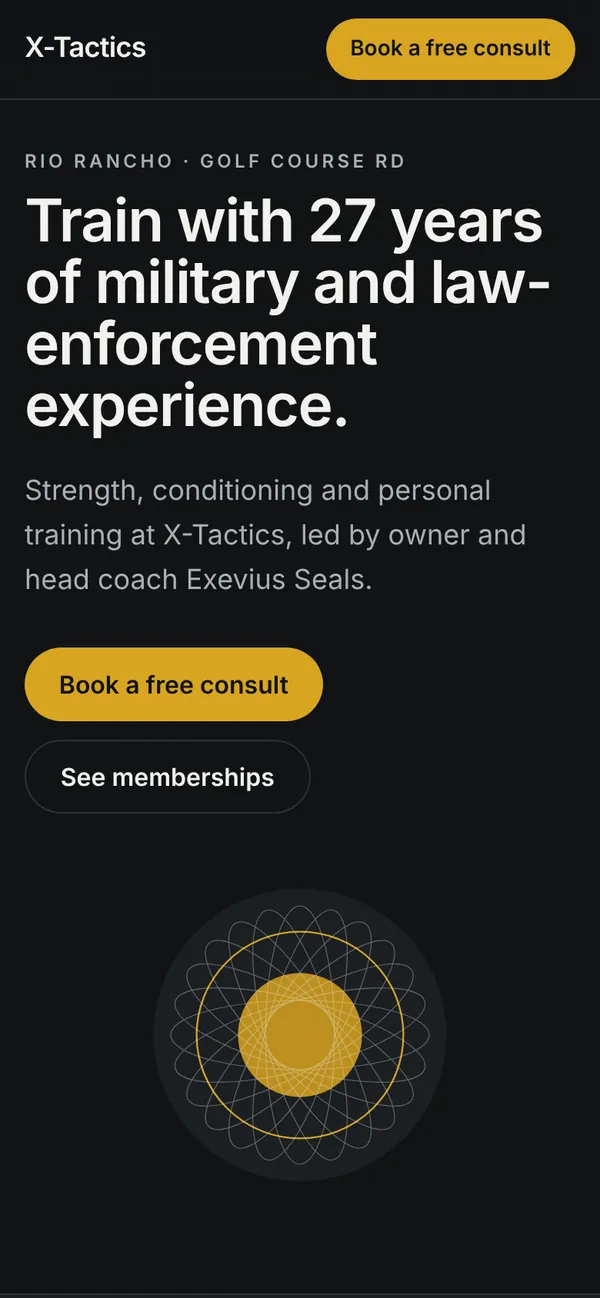 X-Tactics
Book a free consult
RIO RANCHO · GOLF COURSE RD
Train with 27 years
of military and law-
enforcement
experience.
Strength, conditioning and personal
training at X-Tactics, led by owner and
head coach Exevius Seals.
Book a free consult
See memberships